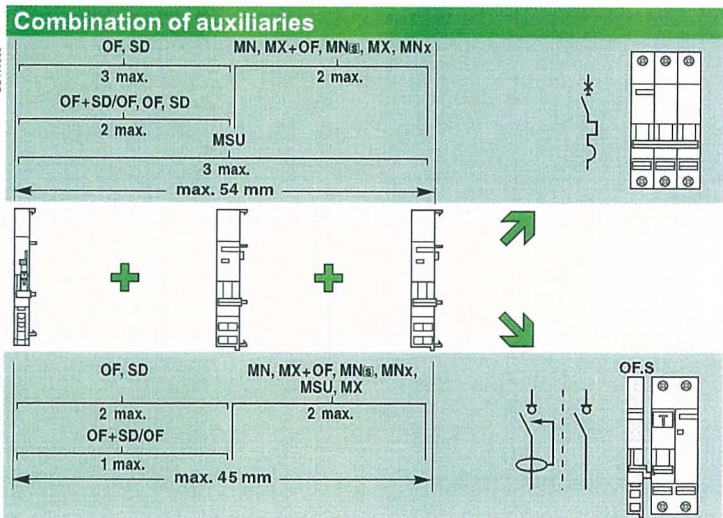 Combination of auxiliaries
OF, SD MN, MX+OF, MNs, MX, MNx
3 max. 2 max.
OF+SD/OF, OF, SD
2 max.
MSU
3 max.
max. 54 mm
OF, SD MN, MX+OF, MNs, MNx,
MSU, MX
2 max. 2 max.
OF+SD/OF
1 max.
max. 45 mm
OF.S
T